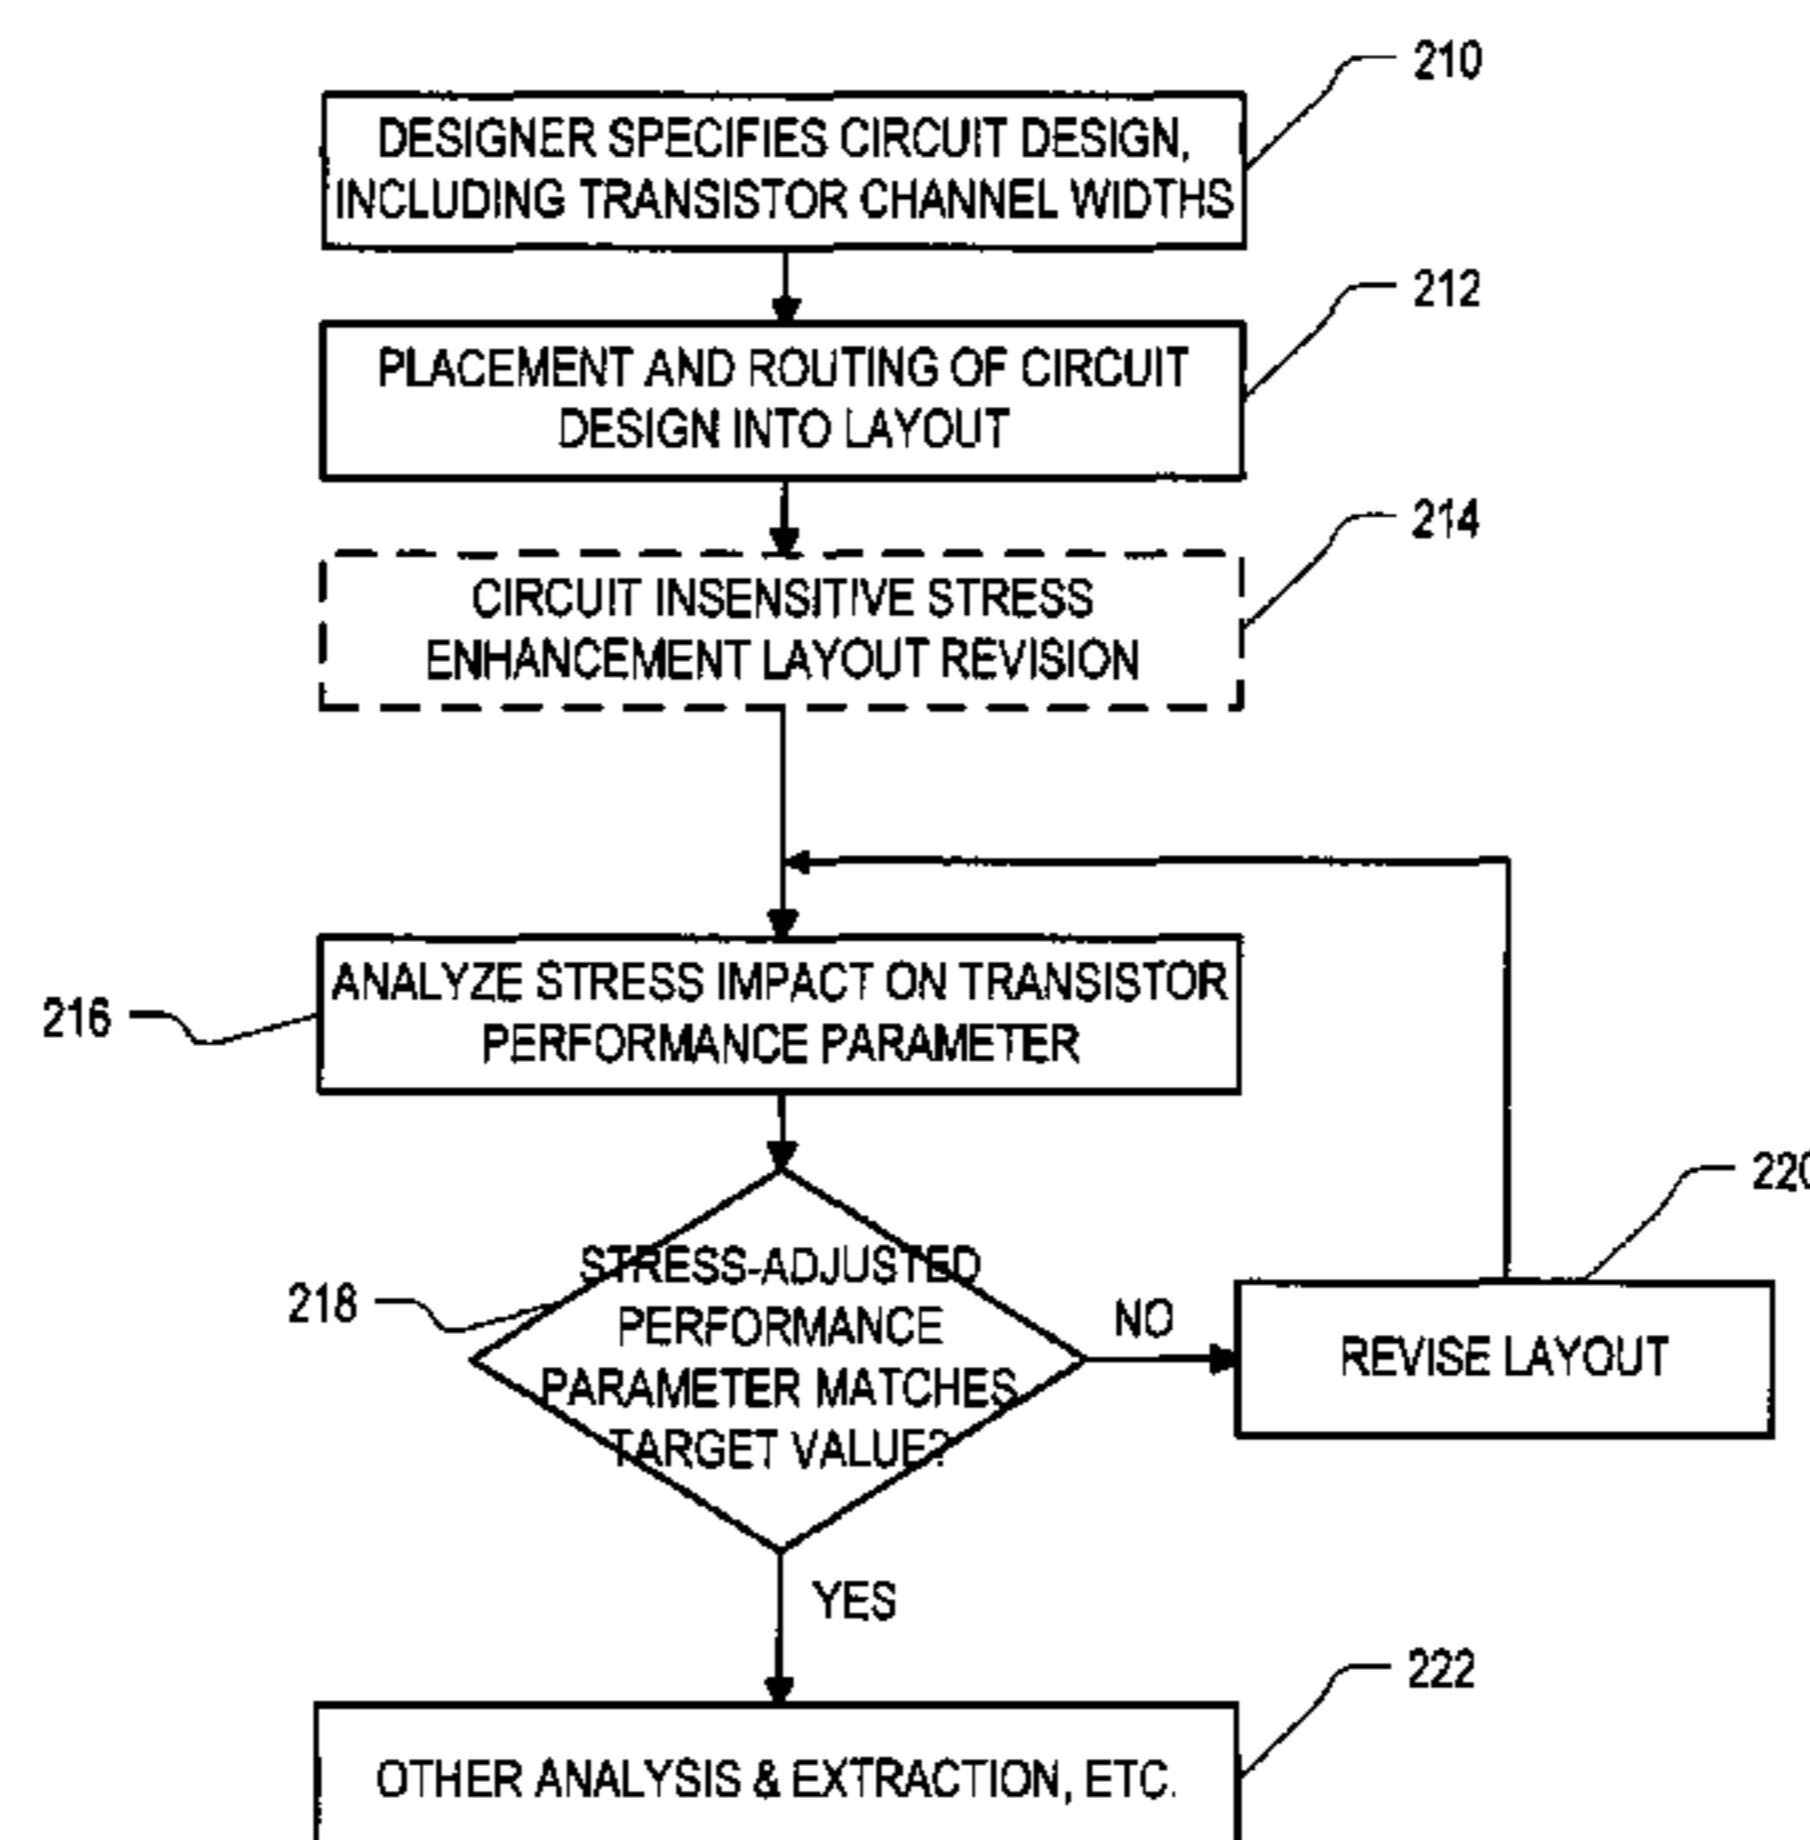 210
DESIGNER SPECIFIES CIRCUIT DESIGN,
INCLUDING TRANSISTOR CHANNEL WIDTHS
212
PLACEMENT AND ROUTING OF CIRCUIT
DESIGN INTO LAYOUT
214
CIRCUIT INSENSITIVE STRESS
ENHANCEMENT LAYOUT REVISION
216
ANALYZE STRESS IMPACT ON TRANSISTOR
PERFORMANCE PARAMETER
218
STRESS-ADJUSTED
PERFORMANCE
PARAMETER MATCHES
TARGET VALUE?
NO
220
REVISE LAYOUT
YES
222
OTHER ANALYSIS & EXTRACTION, ETC.